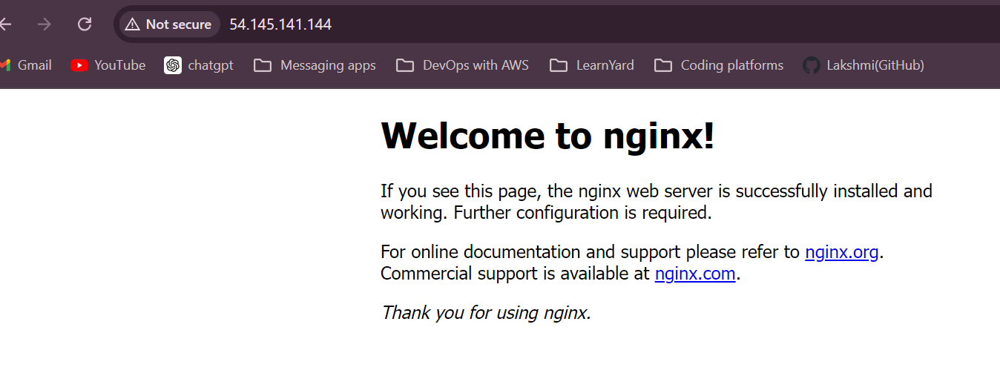 Not secure 54.145.141.144
Gmail YouTube chatgpt Messaging apps DevOps with AWS LearnYard Coding platforms Lakshmi(GitHub)
Welcome to nginx!
If you see this page, the nginx web server is successfully installed and
working. Further configuration is required.
For online documentation and support please refer to nginx.org.
Commercial support is available at nginx.com.
Thank you for using nginx.